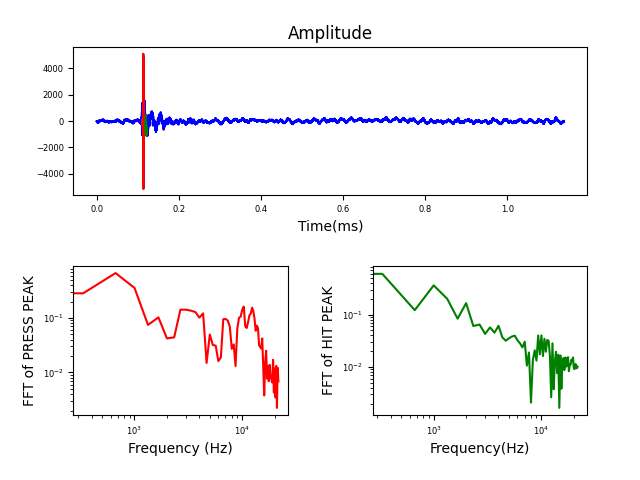 Amplitude
4000
2000
0
−2000
−4000
0.0 0.2 0.4 0.6 0.8 1.0
Time(ms)
FFT of PRESS PEAK
10⁻¹
10⁻²
10³ 10⁴
Frequency (Hz)
FFT of HIT PEAK
10⁻¹
10⁻²
10³ 10⁴
Frequency(Hz)